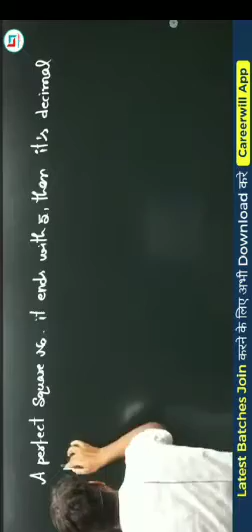 A perfect Square no. it ends with 5, then it's decimal
Latest Batches Join करने के लिए अभी Download करे Careerwill App